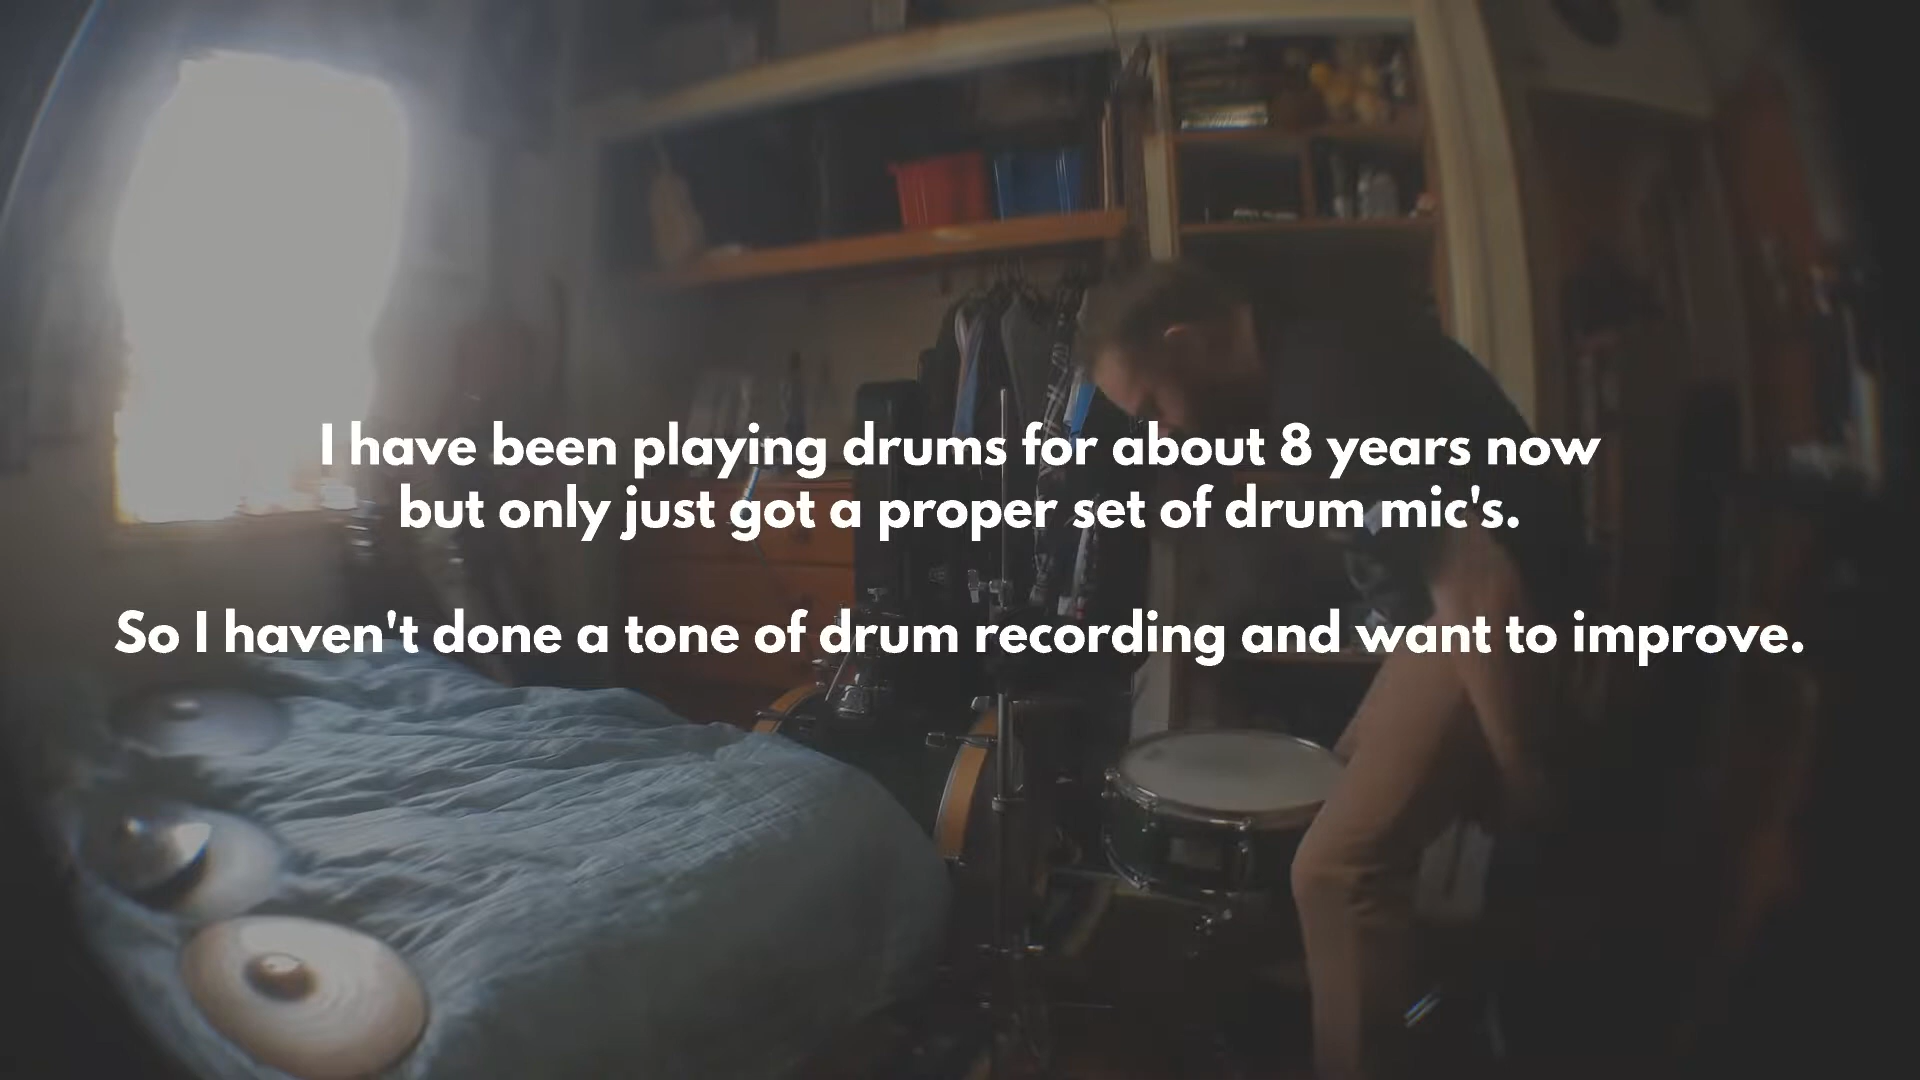 I have been playing drums for about 8 years now
but only just got a proper set of drum mic's.
So I haven't done a tone of drum recording and want to improve.